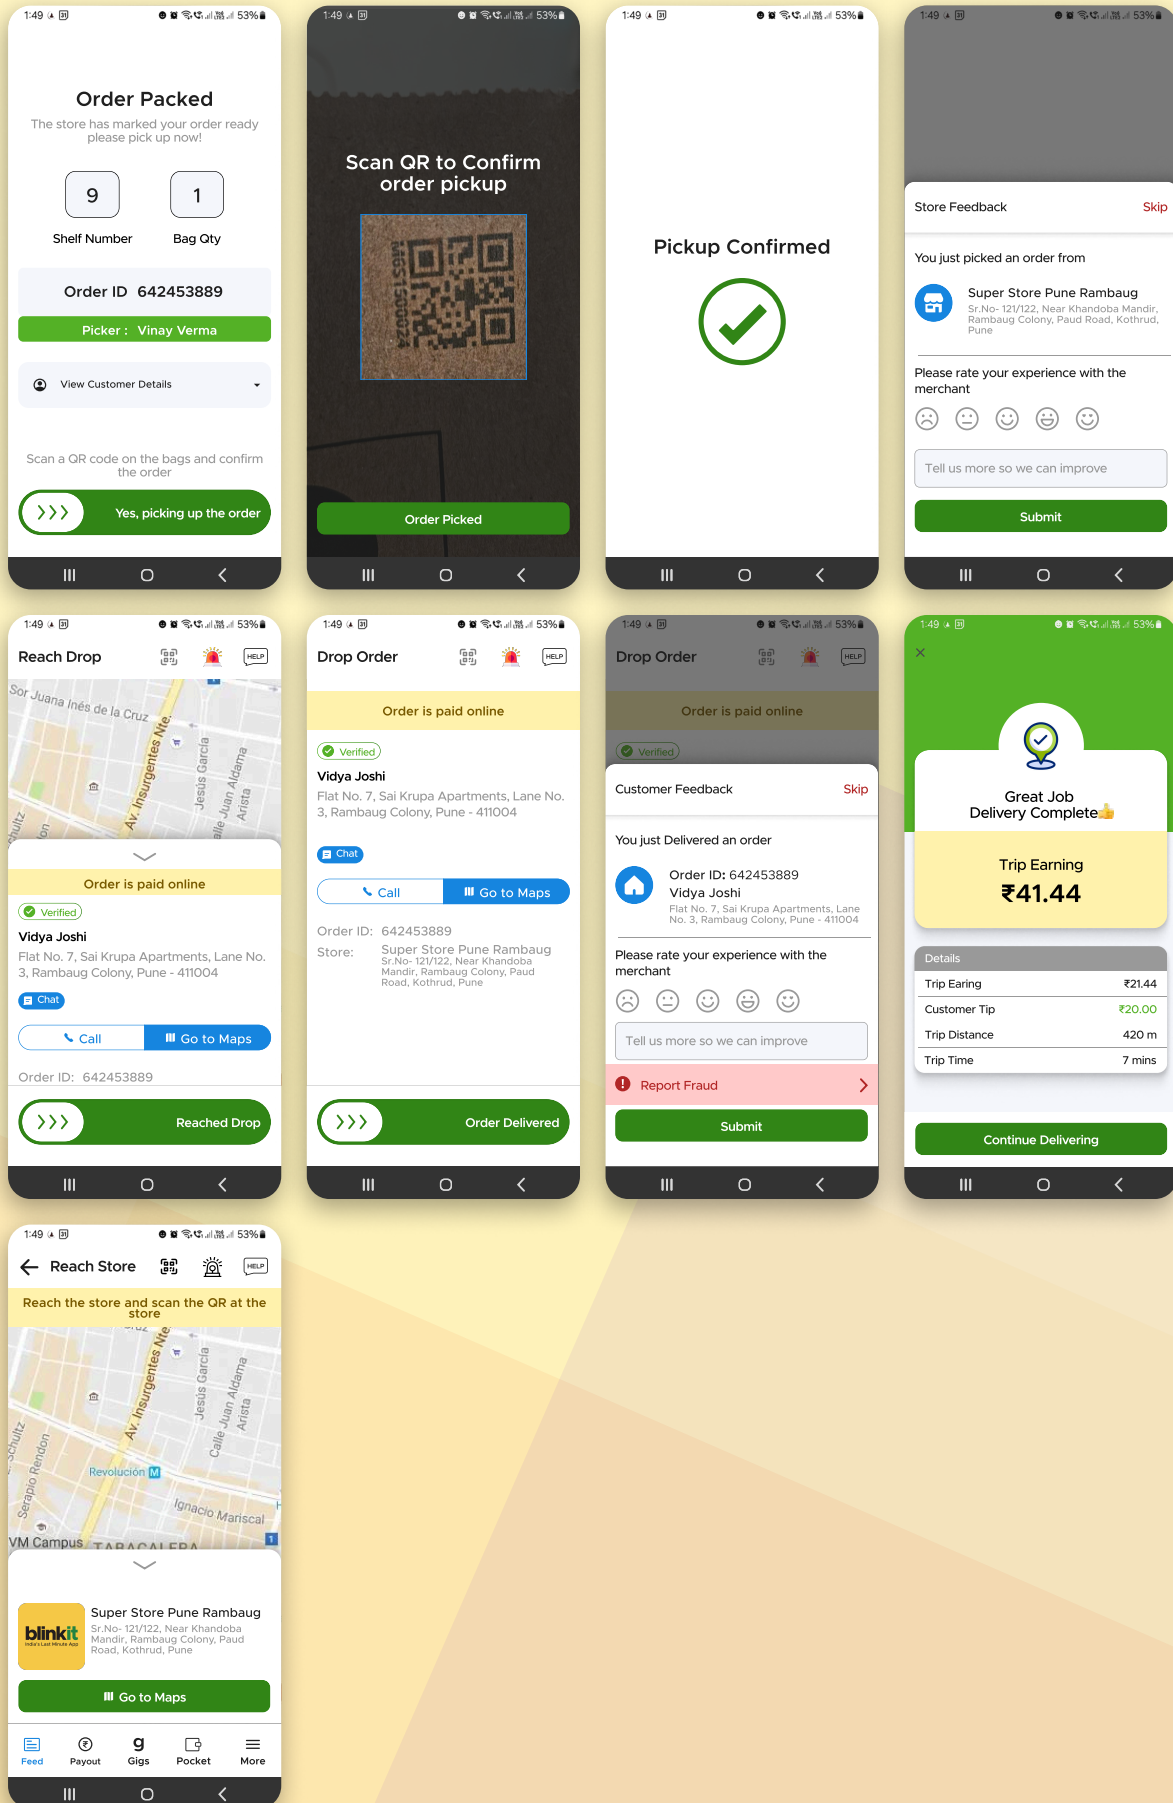 1:49
53%
Order Packed
The store has marked your order ready
please pick up now!
9
1
Shelf Number
Bag Qty
Order ID 642453889
Picker : Vinay Verma
View Customer Details
Scan a QR code on the bags and confirm
the order
Yes, picking up the order
1:49
53%
Scan QR to Confirm
order pickup
Order Picked
1:49
53%
Pickup Confirmed
1:49
53%
Store Feedback
Skip
You just picked an order from
Super Store Pune Rambaug
Sr.No- 121/122, Near Khandoba Mandir,
Rambaug Colony, Paud Road, Kothrud,
Pune
Please rate your experience with the
merchant
Tell us more so we can improve
Submit
1:49
53%
Reach Drop
HELP
Sor Juana Inés de la Cruz
Av. Insurgentes Nte.
Jesús García
Calle Juan Aldama
Arista
Order is paid online
Verified
Vidya Joshi
Flat No. 7, Sai Krupa Apartments, Lane No.
3, Rambaug Colony, Pune - 411004
Chat
Call
Go to Maps
Order ID: 642453889
Reached Drop
1:49
53%
Drop Order
HELP
Order is paid online
Verified
Vidya Joshi
Flat No. 7, Sai Krupa Apartments, Lane No.
3, Rambaug Colony, Pune - 411004
Chat
Call
Go to Maps
Order ID: 642453889
Store: Super Store Pune Rambaug
Sr.No- 121/122, Near Khandoba
Mandir, Rambaug Colony, Paud
Road, Kothrud, Pune
Order Delivered
1:49
53%
Drop Order
HELP
Order is paid online
Verified
Customer Feedback
Skip
You just Delivered an order
Order ID: 642453889
Vidya Joshi
Flat No. 7, Sai Krupa Apartments, Lane
No. 3, Rambaug Colony, Pune - 411004
Please rate your experience with the
merchant
Tell us more so we can improve
Report Fraud
Submit
1:49
53%
Great Job
Delivery Complete👍
Trip Earning
₹41.44
Details
Trip Earing ₹21.44
Customer Tip ₹20.00
Trip Distance 420 m
Trip Time 7 mins
Continue Delivering
1:49
53%
Reach Store
HELP
Reach the store and scan the QR at the
store
Av. Insurgentes Nte.
Jesús García
Calle Juan Aldama
Arista
Schultz
Serapio Rendon
Revolución M
Ignacio Mariscal
VM Campus
TABACALERA
1
blinkit
India's Last Minute App
Super Store Pune Rambaug
Sr.No- 121/122, Near Khandoba
Mandir, Rambaug Colony, Paud
Road, Kothrud, Pune
Go to Maps
Feed
Payout
g
Gigs
Pocket
More